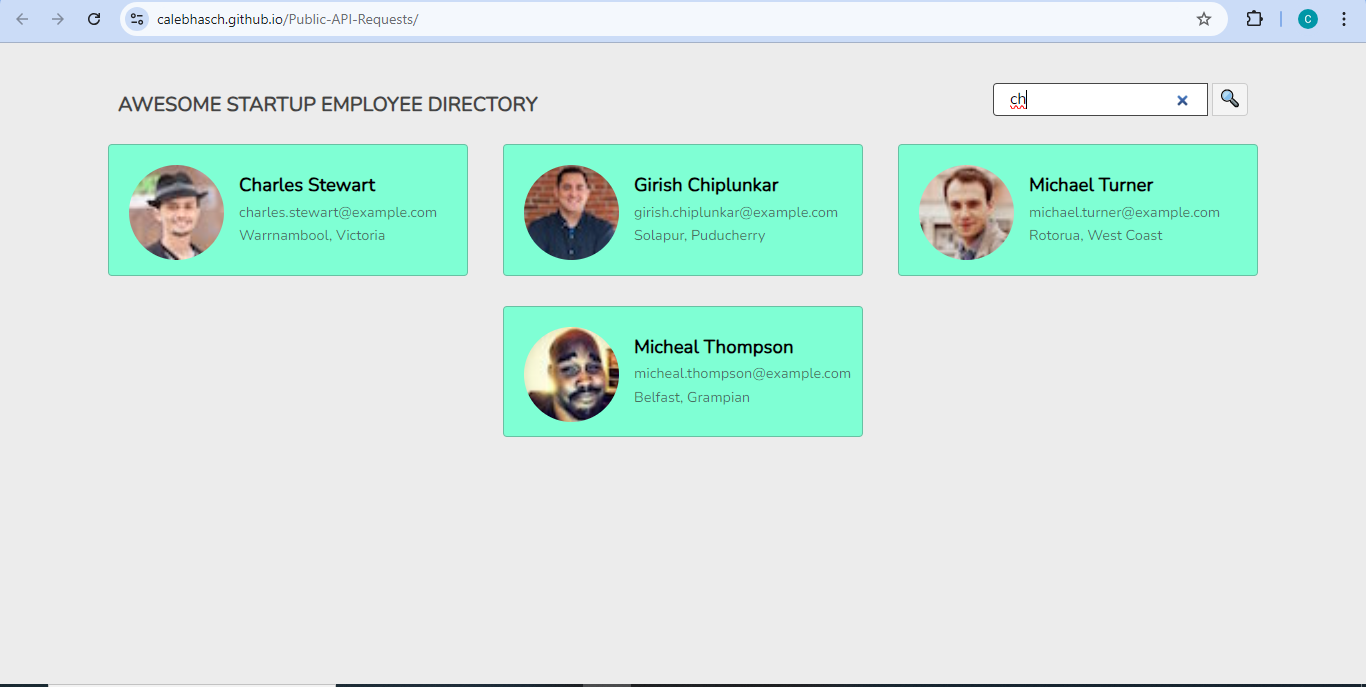 calebhasch.github.io/Public-API-Requests/
C
AWESOME STARTUP EMPLOYEE DIRECTORY
ch
Charles Stewart
charles.stewart@example.com
Warrnambool, Victoria
Girish Chiplunkar
girish.chiplunkar@example.com
Solapur, Puducherry
Michael Turner
michael.turner@example.com
Rotorua, West Coast
Micheal Thompson
micheal.thompson@example.com
Belfast, Grampian